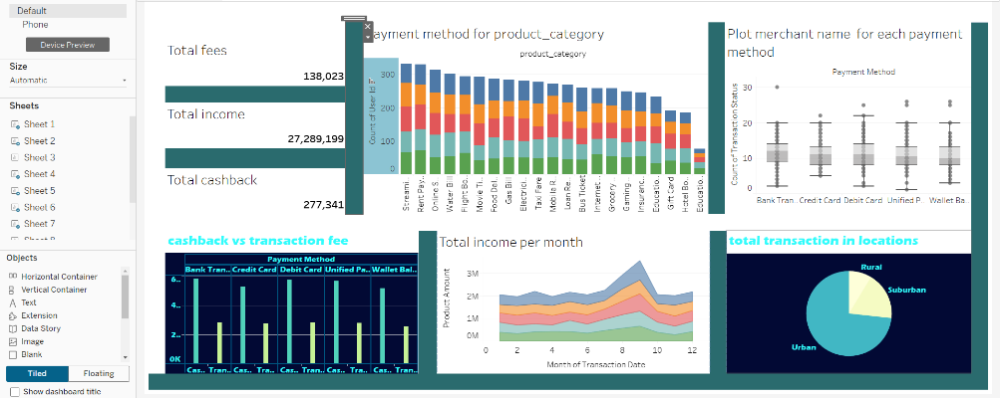 Default
Phone
Device Preview
Size
Automatic
Sheets
Sheet 1
Sheet 2
Sheet 3
Sheet 4
Sheet 5
Sheet 6
Sheet 7
Objects
Horizontal Container
Vertical Container
Text
Extension
Data Story
Image
Blank
Tiled
Floating
Show dashboard title
Total fees
138,023
Total income
27,289,199
Total cashback
277,341
ayment method for product_category
product_category
Count of User Id
300
200
100
0
Streami..
Rent Pay..
Online S..
Water Bill
Flight Bo..
Movie Ti..
Food Del..
Gas Bill
Electrici..
Taxi Fare
Mobile R..
Loan Re..
Bus Ticket
Internet ..
Grocery
Gaming
Insuranc..
Educatio..
Gift Card
Hotel Bo..
Educatio..
Plot merchant name for each payment
method
Payment Method
Count of Transaction Status
30
20
10
0
Bank Tran..
Credit Card
Debit Card
Unified P..
Wallet Ba..
cashback vs transaction fee
Payment Method
Bank Tran..
Credit Card
Debit Card
Unified Pa..
Wallet Bal..
6..
4..
2..
0K
Cas..
Tran..
Cas..
Tra..
Cas..
Tran..
Cas..
Tra..
Cas..
Tran..
Total income per month
Product Amount
3M
2M
1M
0M
0
2
4
6
8
10
12
Month of Transaction Date
total transaction in locations
Rural
Suburban
Urban